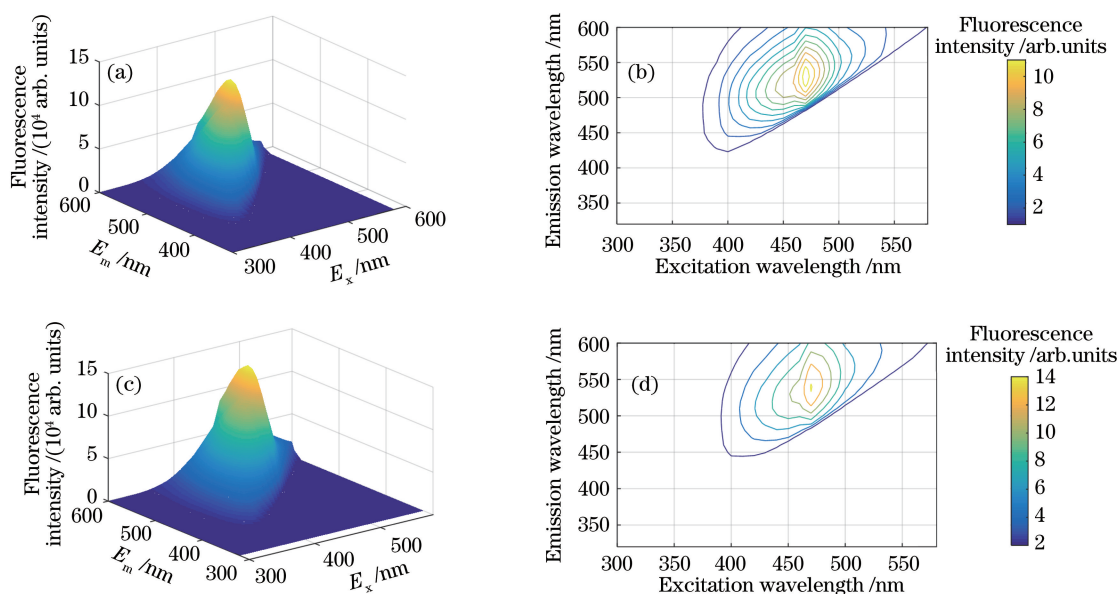 (a)
Fluorescence
intensity /(10⁴ arb. units)
15
10
5
0
600
500
400
300
Eₘ /nm
300
400
500
600
Eₓ /nm
(b)
Emission wavelength /nm
600
550
500
450
400
350
300
350
400
450
500
550
Excitation wavelength /nm
Fluorescence
intensity /arb.units
10
8
6
4
2
(c)
Fluorescence
intensity /(10⁴ arb. units)
15
10
5
0
600
500
400
300
Eₘ /nm
300
400
500
Eₓ /nm
(d)
Emission wavelength /nm
600
550
500
450
400
350
300
350
400
450
500
550
Excitation wavelength /nm
Fluorescence
intensity /arb.units
14
12
10
8
6
4
2